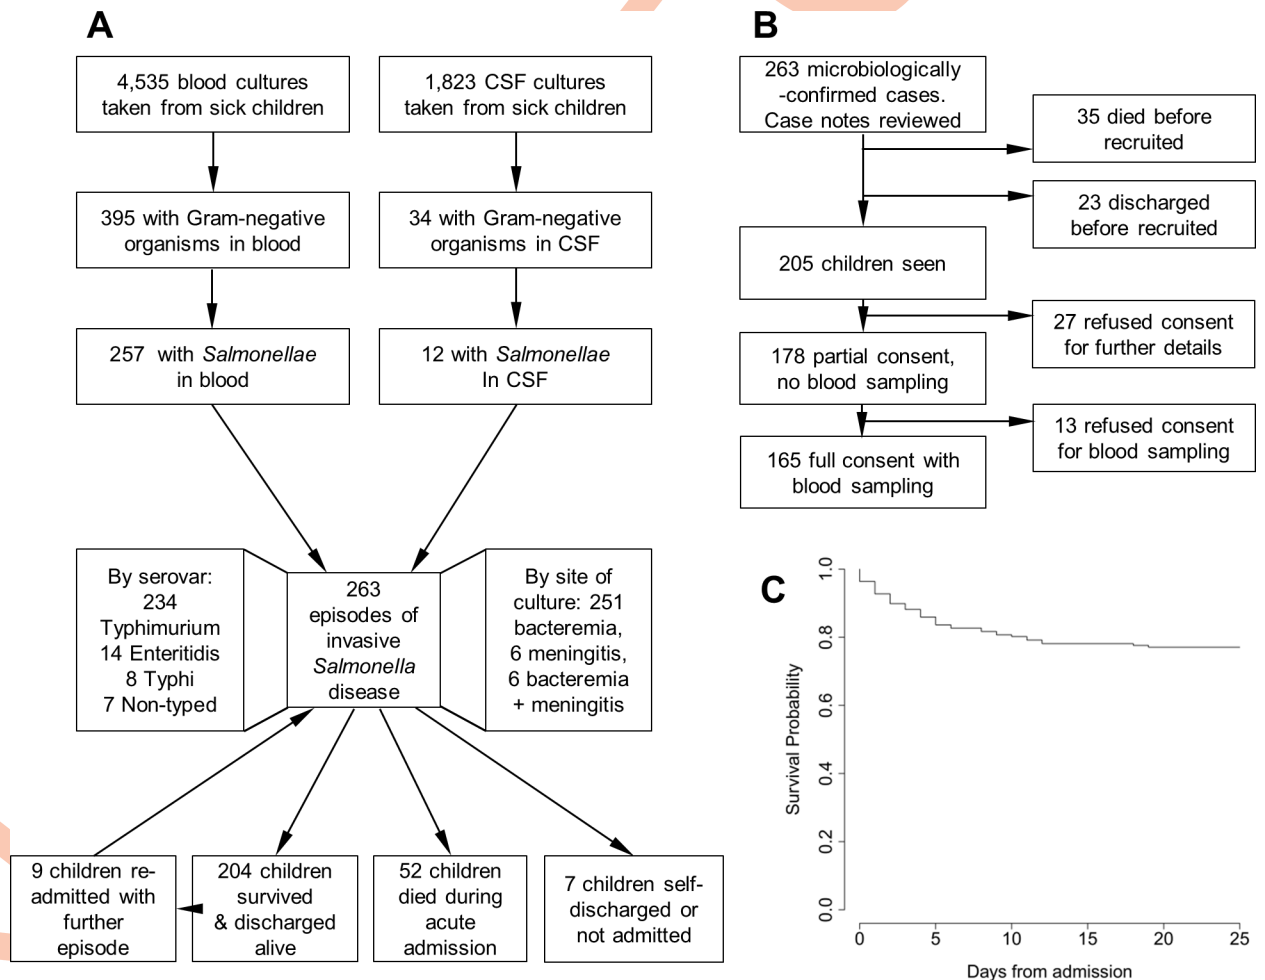 A
4,535 blood cultures
taken from sick children
1,823 CSF cultures
taken from sick children
395 with Gram-negative
organisms in blood
34 with Gram-negative
organisms in CSF
257 with Salmonellae
in blood
12 with Salmonellae
In CSF
By serovar:
234
Typhimurium
14 Enteritidis
8 Typhi
7 Non-typed
263
episodes of
invasive
Salmonella
disease
By site of
culture: 251
bacteremia,
6 meningitis,
6 bacteremia
+ meningitis
9 children re-
admitted with
further
episode
204 children
survived
& discharged
alive
52 children
died during
acute
admission
7 children self-
discharged or
not admitted
B
263 microbiologically
-confirmed cases.
Case notes reviewed
35 died before
recruited
23 discharged
before recruited
205 children seen
27 refused consent
for further details
178 partial consent,
no blood sampling
13 refused consent
for blood sampling
165 full consent with
blood sampling
C
Survival Probability
1.0
0.8
0.6
0.4
0.2
0.0
0 5 10 15 20 25
Days from admission